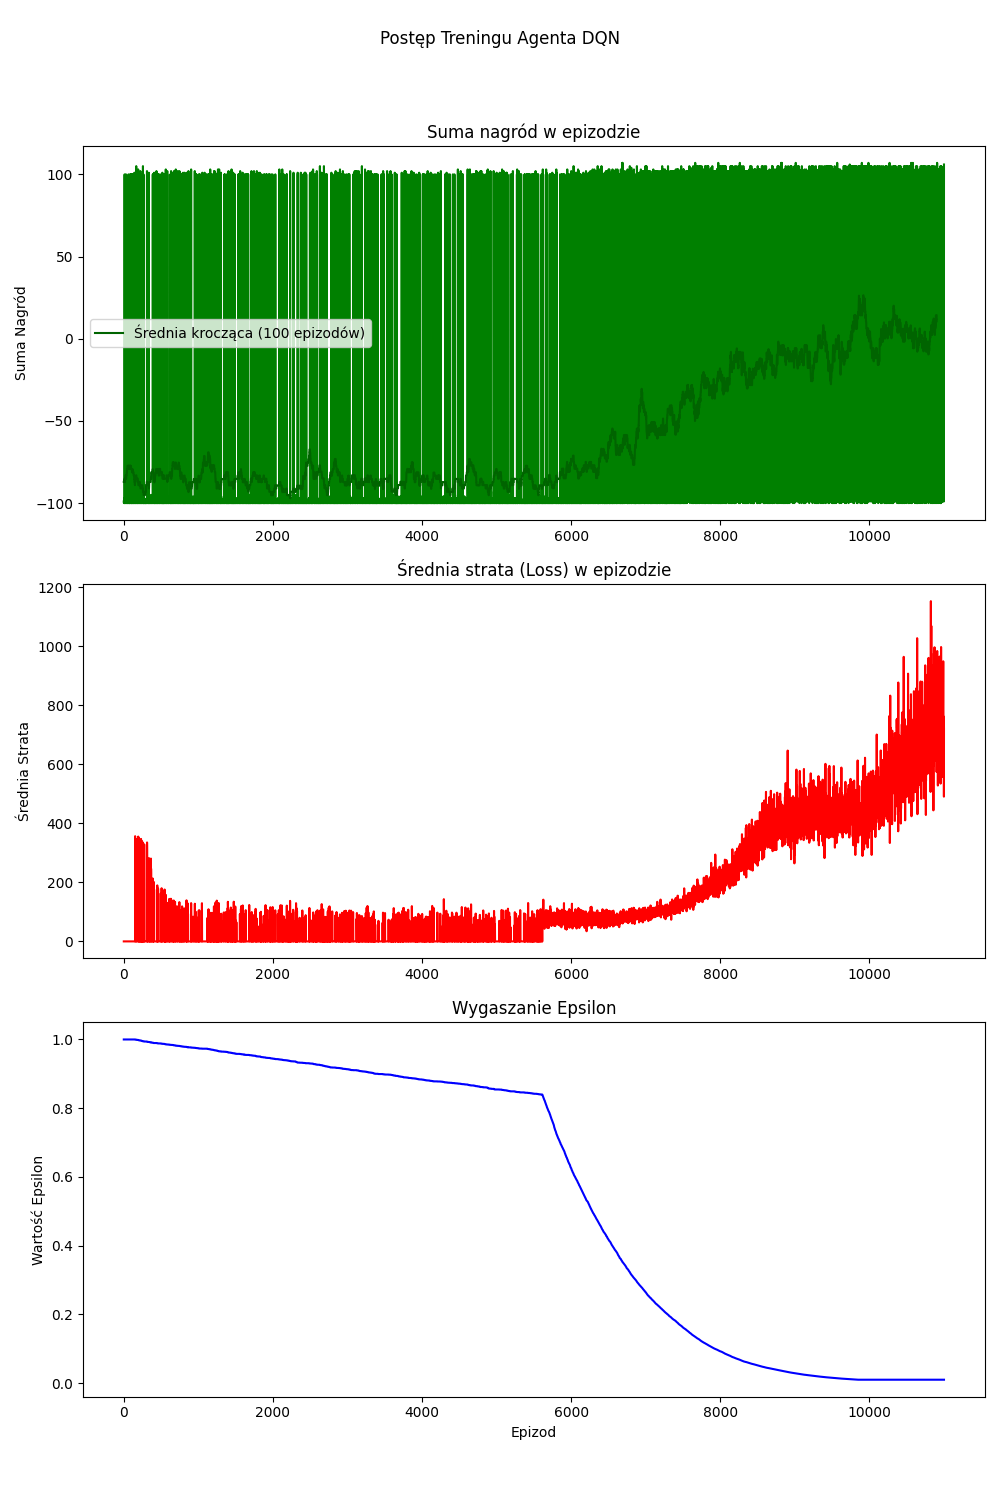 Postęp Treningu Agenta DQN
Suma nagród w epizodzie
Suma Nagród
100
50
0
−50
−100
Średnia krocząca (100 epizodów)
0 2000 4000 6000 8000 10000
Średnia strata (Loss) w epizodzie
Średnia Strata
1200
1000
800
600
400
200
0
0 2000 4000 6000 8000 10000
Wygaszanie Epsilon
Wartość Epsilon
1.0
0.8
0.6
0.4
0.2
0.0
0 2000 4000 6000 8000 10000
Epizod